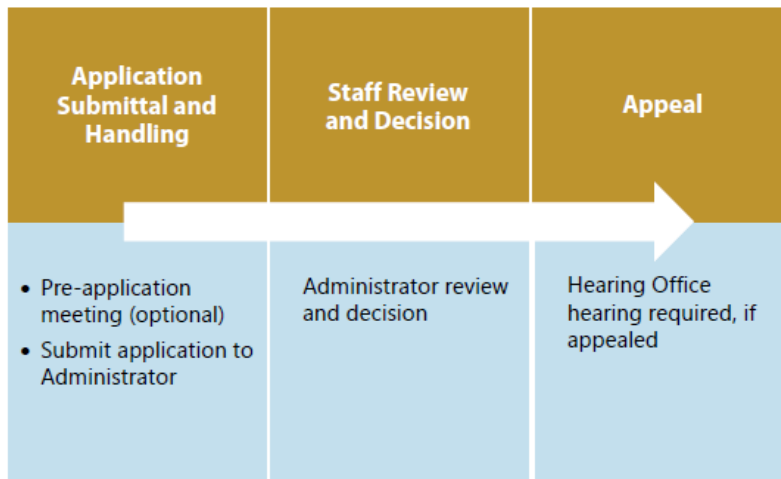 Application
Submittal and
Handling
Staff Review
and Decision
Appeal
• Pre-application
meeting (optional)
• Submit application to
Administrator
Administrator review
and decision
Hearing Office
hearing required, if
appealed